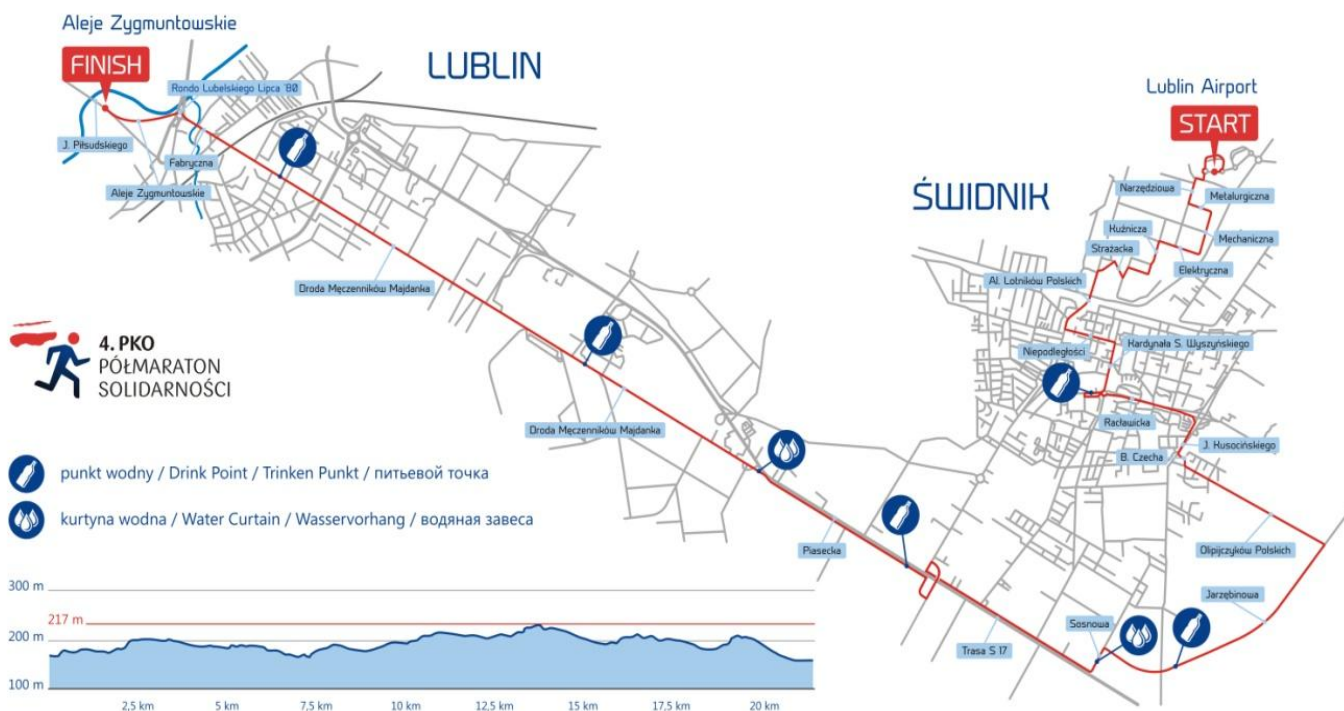 Aleje Zygmuntowskie
FINISH
LUBLIN
Rondo Lubelskiego Lipca '80
J. Piłsudskiego
Fabryczna
Aleje Zygmuntowskie
Droda Męczenników Majdanka
Lublin Airport
START
ŚWIDNIK
Narzędziowa
Metalurgiczna
Kuźnicza
Mechaniczna
Strażacka
Elektryczna
Al. Lotników Polskich
Niepodległości
Kardynała S. Wyszyńskiego
Racławicka
J. Kusocińskiego
B. Czecha
Olipijczyków Polskich
Jarzębinowa
Sosnowa
Trasa S 17
Piasecka
Droda Męczenników Majdanka
4. PKO
PÓŁMARATON
SOLIDARNOŚCI
punkt wodny / Drink Point / Trinken Punkt / питьевой точка
kurtyna wodna / Water Curtain / Wasservorhang / водяная завеса
300 m
217 m
200 m
100 m
2,5 km 5 km 7,5 km 10 km 12,5 km 15 km 17,5 km 20 km